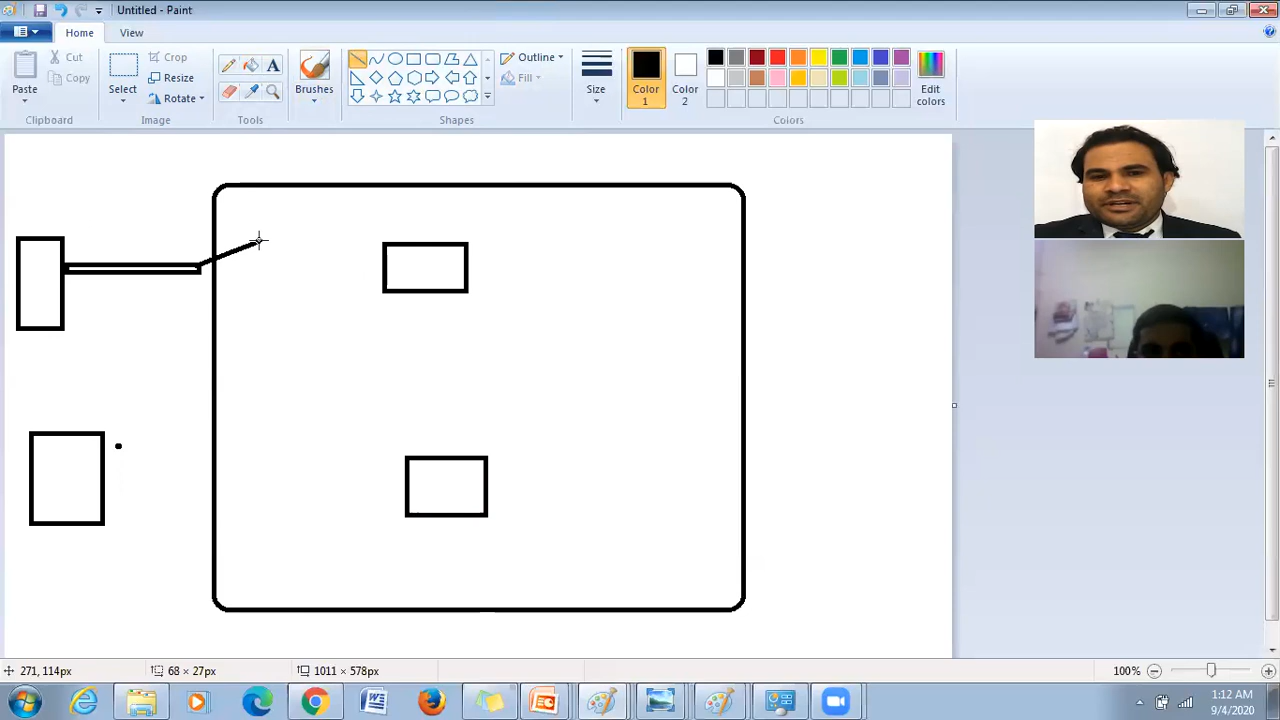 Untitled - Paint
Home View
Paste
Cut
Copy
Clipboard
Select
Crop
Resize
Rotate
Image
A
Tools
Brushes
Outline
Fill
Shapes
Size
Color 1
Color 2
Edit colors
Colors
271, 114px
68 × 27px
1011 × 578px
100%
1:12 AM
9/4/2020